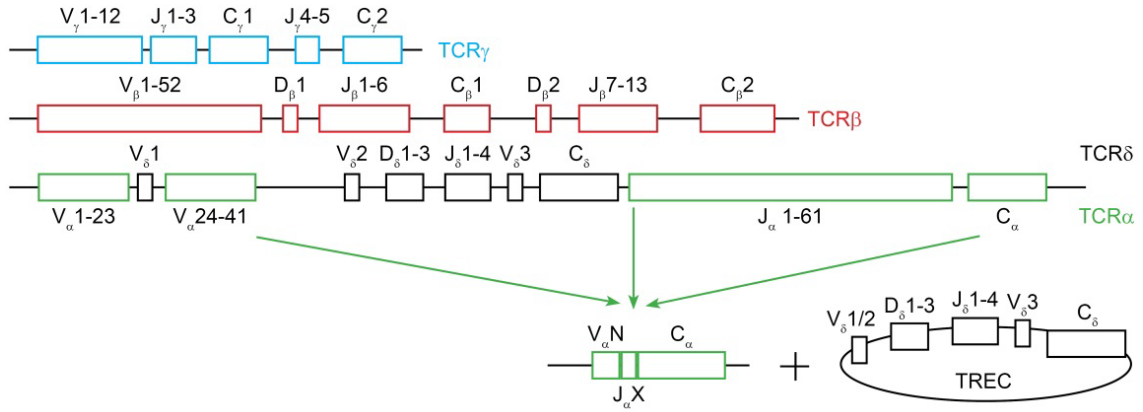 Vγ1-12 Jγ1-3 Cγ1 Jγ4-5 Cγ2
TCRγ
Vβ1-52 Dβ1 Jβ1-6 Cβ1 Dβ2 Jβ7-13 Cβ2
TCRβ
Vδ1 Vδ2 Dδ1-3 Jδ1-4 Vδ3 Cδ
TCRδ
Vα1-23 Vα24-41 Jα 1-61 Cα
TCRα
VαN Cα
JαX
+
Vδ1/2 Dδ1-3 Jδ1-4 Vδ3 Cδ
TREC